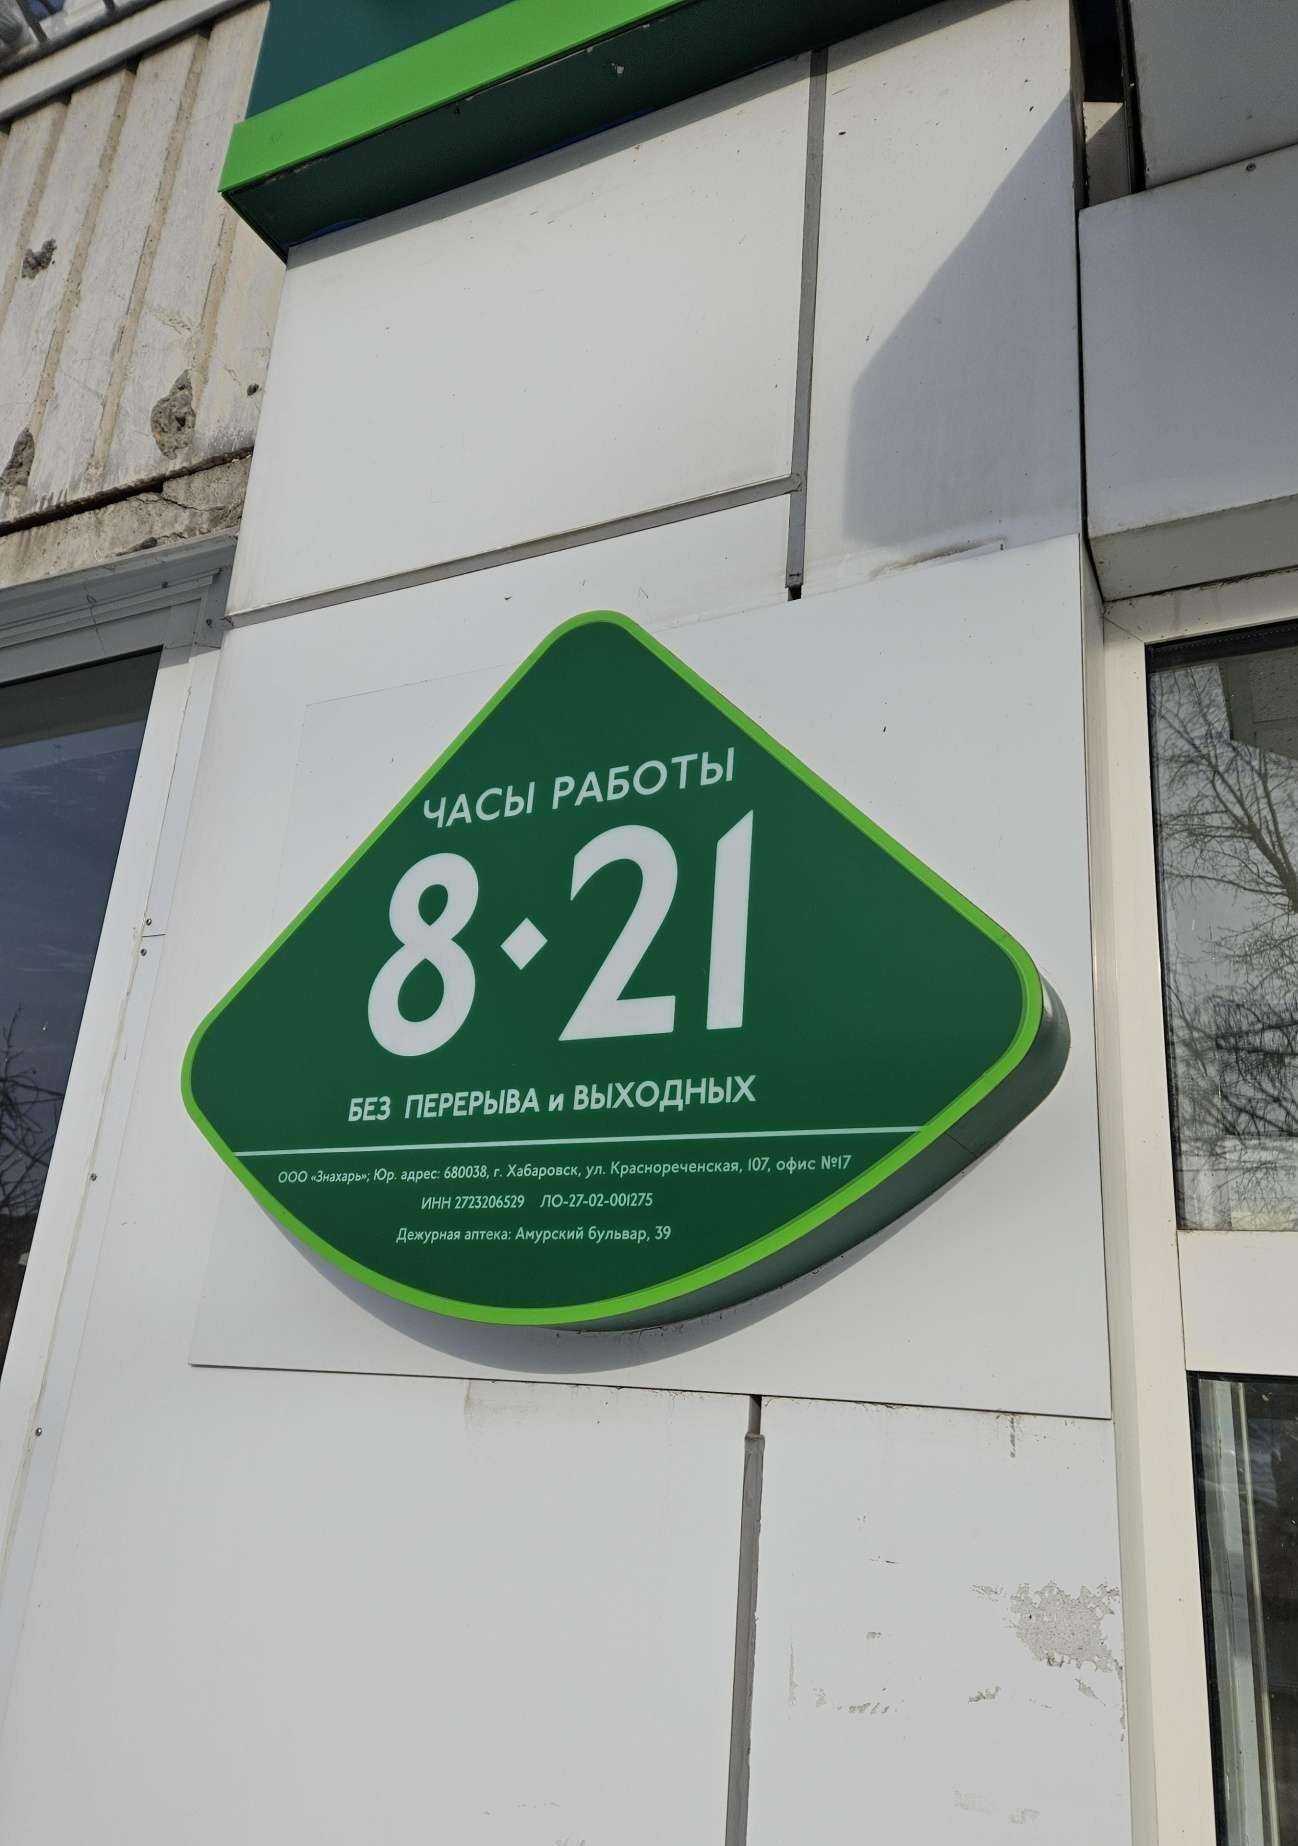 ЧАСЫ РАБОТЫ
8·21
БЕЗ ПЕРЕРЫВА и ВЫХОДНЫХ
ООО «Знахарь»; Юр. адрес: 680038, г. Хабаровск, ул. Краснореченская, 107, офис №17
ИНН 2723206529 ЛО-27-02-001275
Дежурная аптека: Амурский бульвар, 39